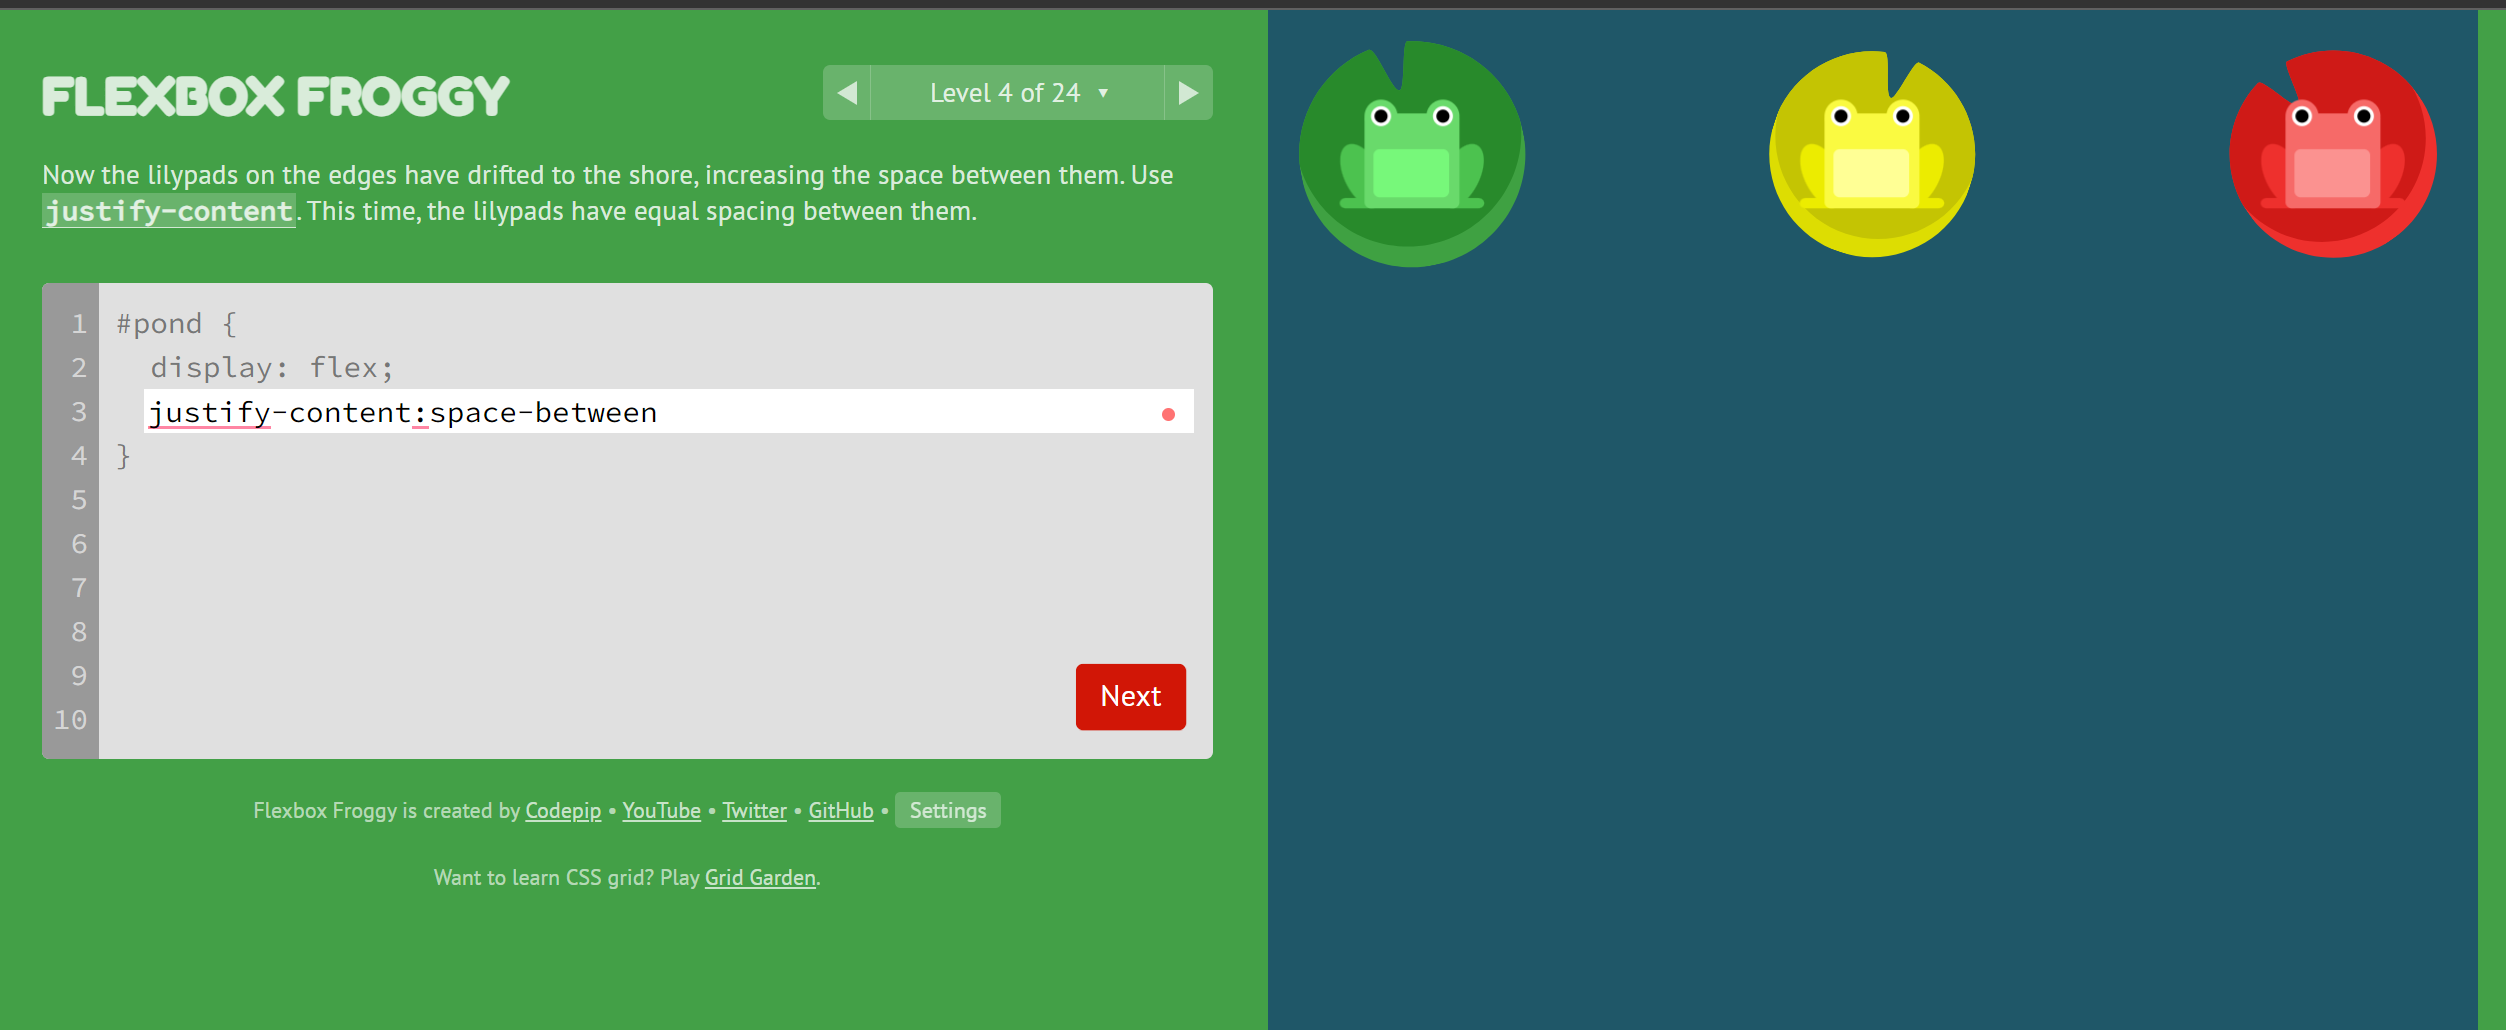 FLEXBOX FROGGY
◀ Level 4 of 24 ▼ ▶
Now the lilypads on the edges have drifted to the shore, increasing the space between them. Use
justify-content. This time, the lilypads have equal spacing between them.
1 #pond {
2 display: flex;
3 justify-content:space-between
4 }
5
6
7
8
9
10
Next
Flexbox Froggy is created by Codepip • YouTube • Twitter • GitHub • Settings
Want to learn CSS grid? Play Grid Garden.